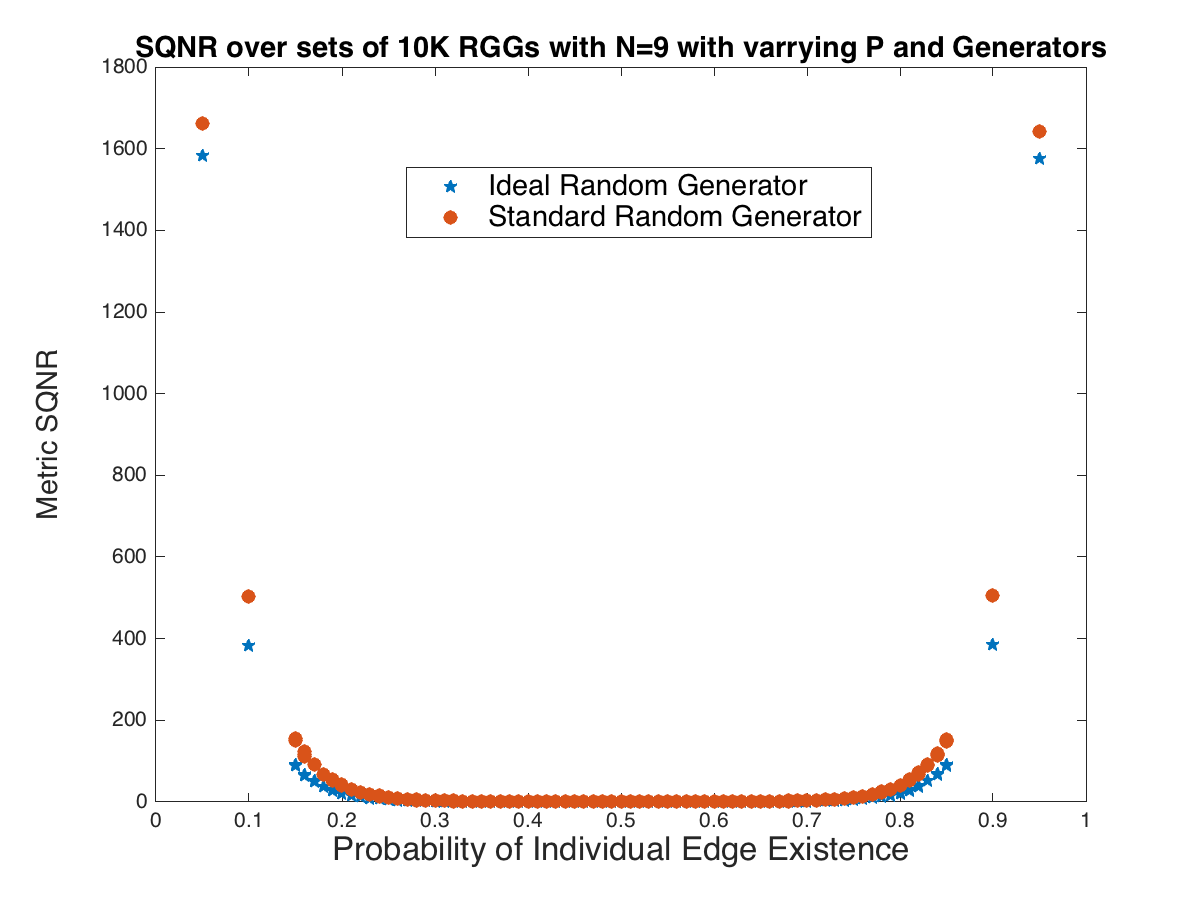 SQNR over sets of 10K RGGs with N=9 with varrying P and Generators
1800
1600
1400
1200
1000
800
600
400
200
0
Metric SQNR
Ideal Random Generator
Standard Random Generator
0 0.1 0.2 0.3 0.4 0.5 0.6 0.7 0.8 0.9 1
Probability of Individual Edge Existence